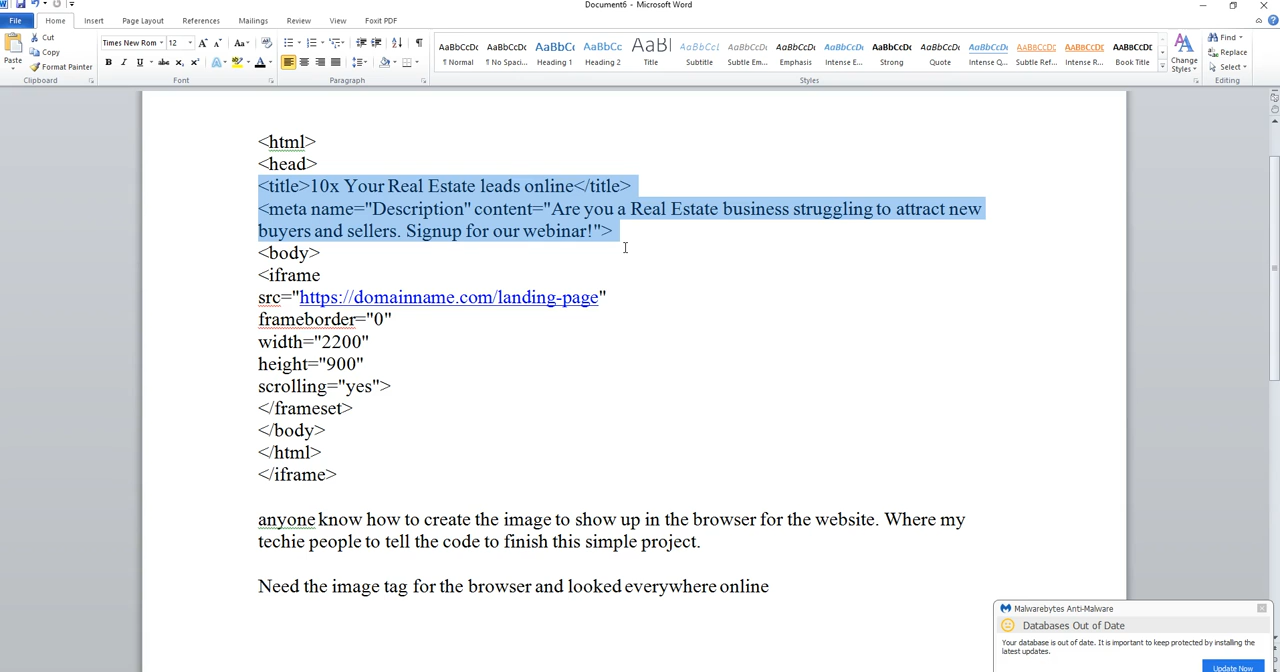 Document6 - Microsoft Word
File Home Insert Page Layout References Mailings Review View Foxit PDF
Cut
Copy
Format Painter
Paste
Clipboard
Times New Rom 12
Font
Paragraph
AaBbCcDc AaBbCcDc AaBbC AaBbCc AaBl AaBbCcl AaBbCcDc AaBbCcDc AaBbCcDc AaBbCcDc AaBbCcDc AaBbCcDc AaBbCcDc AaBbCcDc AaBbCcDc
¶ Normal ¶ No Spaci... Heading 1 Heading 2 Title Subtitle Subtle Em... Emphasis Intense E... Strong Quote Intense Q... Subtle Ref... Intense R... Book Title
Styles
Change
Styles
Find
Replace
Select
Editing
<html>
<head>
<title>10x Your Real Estate leads online</title>
<meta name="Description" content="Are you a Real Estate business struggling to attract new
buyers and sellers. Signup for our webinar!">
<body>
<iframe
src="https://domainname.com/landing-page"
frameborder="0"
width="2200"
height="900"
scrolling="yes">
</frameset>
</body>
</html>
</iframe>
anyone know how to create the image to show up in the browser for the website. Where my
techie people to tell the code to finish this simple project.
Need the image tag for the browser and looked everywhere online
Malwarebytes Anti-Malware
Databases Out of Date
Your database is out of date. It is important to keep protected by installing the
latest updates.
Update Now